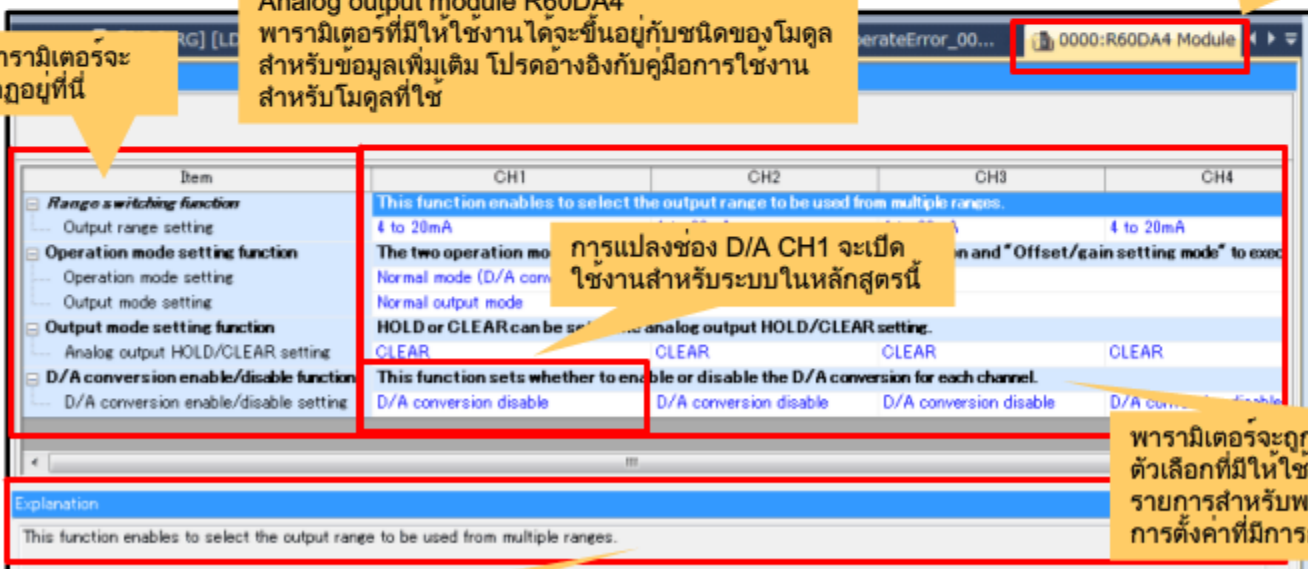 Analog output module R60DA4
พารามิเตอร์ที่มีให้ใช้งานได้จะขึ้นอยู่กับชนิดของโมดูล
สำหรับข้อมูลเพิ่มเติม โปรดอ้างอิงกับคู่มือการใช้งาน
สำหรับโมดูลที่ใช้
RG] [LD
erateError_00...
0000:R60DA4 Module
ารามิเตอร์จะ
ฏอยู่ที่นี่
Item CH1 CH2 CH3 CH4
Range switching function This function enables to select the output range to be used from multiple ranges.
Output range setting 4 to 20mA 4 to 20mA
Operation mode setting function The two operation mo n and "Offset/gain setting mode" to exec
Operation mode setting Normal mode (D/A conv
Output mode setting Normal output mode
การแปลงช่อง D/A CH1 จะเปิด
ใช้งานสำหรับระบบในหลักสูตรนี้
Output mode setting function HOLD or CLEAR can be se analog output HOLD/CLEAR setting.
Analog output HOLD/CLEAR setting CLEAR CLEAR CLEAR CLEAR
D/A conversion enable/disable function This function sets whether to enable or disable the D/A conversion for each channel.
D/A conversion enable/disable setting D/A conversion disable D/A conversion disable D/A conversion disable D/A
พารามิเตอร์จะถูก
ตัวเลือกที่มีให้ใช้
รายการสำหรับพ
การตั้งค่าที่มีการ
Explanation
This function enables to select the output range to be used from multiple ranges.